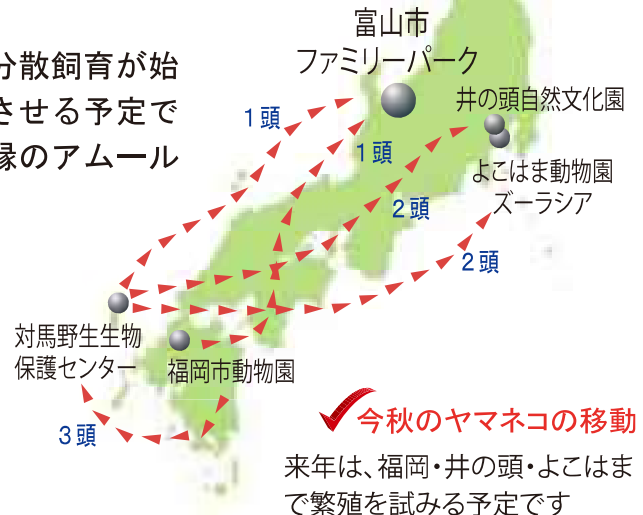 分散飼育が始
させる予定で
縁のアムール
富山市
ファミリーパーク
井の頭自然文化園
よこはま動物園
ズーラシア
1頭
1頭
2頭
2頭
対馬野生生物
保護センター
福岡市動物園
3頭
今秋のヤマネコの移動
来年は、福岡・井の頭・よこはま
で繁殖を試みる予定です